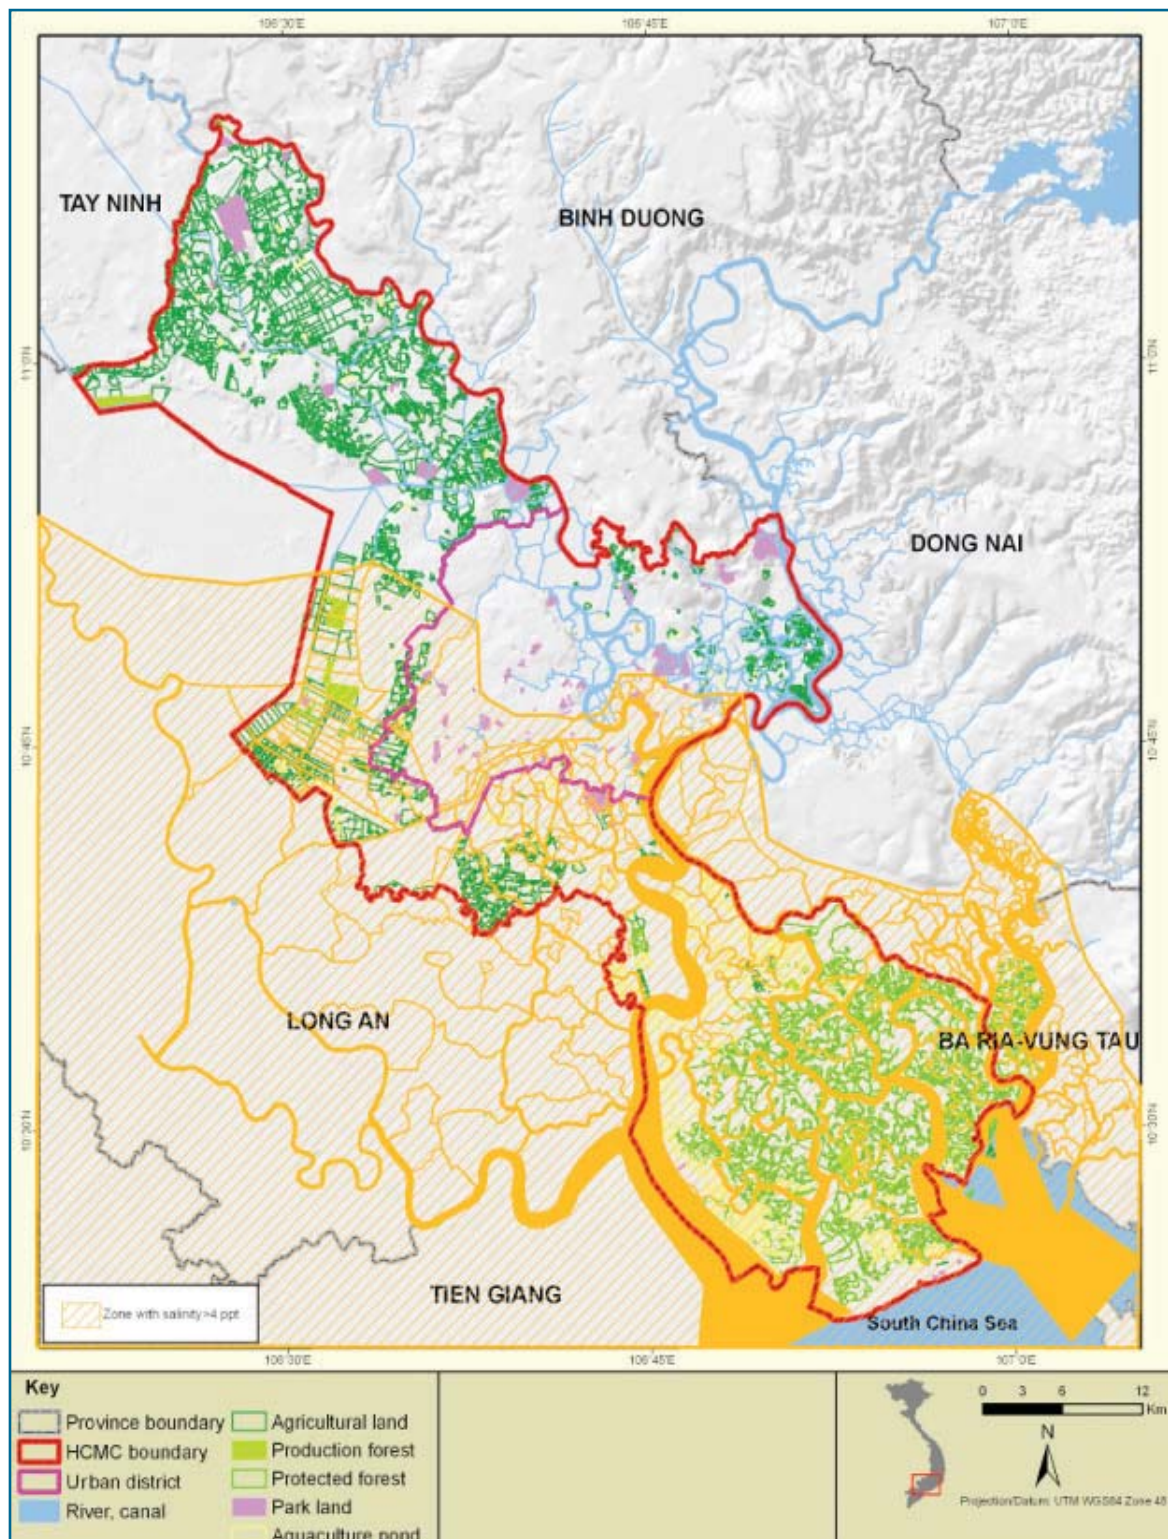 106°30'E 106°45'E 107°0'E
TAY NINH
BINH DUONG
11°0'N 11°0'N
DONG NAI
10°45'N 10°45'N
LONG AN
BA RIA-VUNG TAU
10°30'N 10°30'N
TIEN GIANG
Zone with salinity>4 ppt
South China Sea
106°30'E 106°45'E 107°0'E
Key
Province boundary
HCMC boundary
Urban district
River, canal
Agricultural land
Production forest
Protected forest
Park land
Aquaculture pond
0 3 6 12
Km
N
Projection/Datum: UTM WGS84 Zone 48